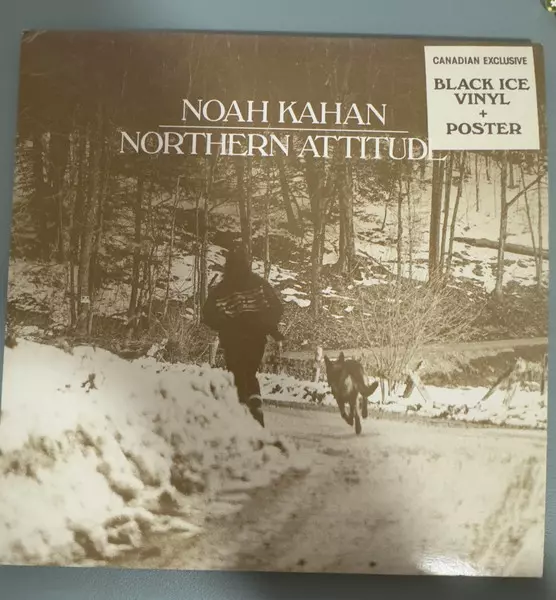 NOAH KAHAN
NORTHERN ATTITUDE
CANADIAN EXCLUSIVE
BLACK ICE
VINYL
+
POSTER